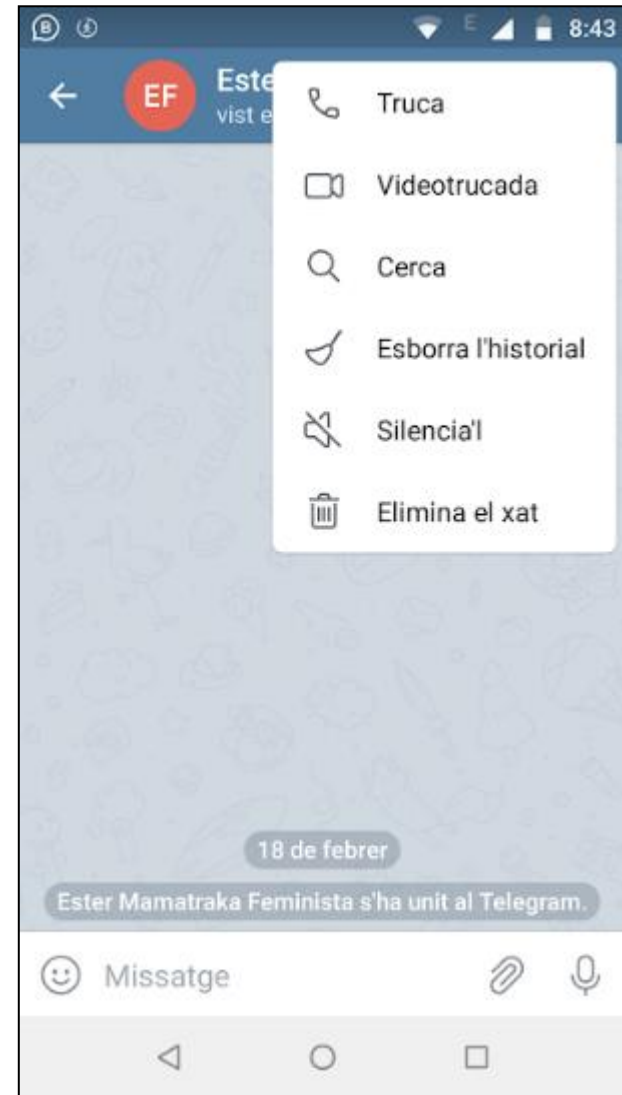 B E 8:43
EF Este
vist e
Truca
Videotrucada
Cerca
Esborra l'historial
Silencia'l
Elimina el xat
18 de febrer
Ester Mamatraka Feminista s'ha unit al Telegram.
Missatge